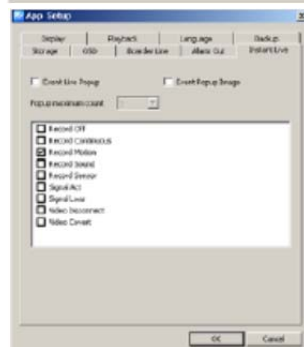 App Setup
Display Playback Language Backup
Storage OSD Boarder Line Alarm Out Instant Live
Event Live Popup Event Popup Image
Popup maximum count
Record Off
Record Continuous
Record Motion
Record Sound
Record Sensor
Signal Act
Signal Loss
Video Disconnect
Video Covert
OK Cancel